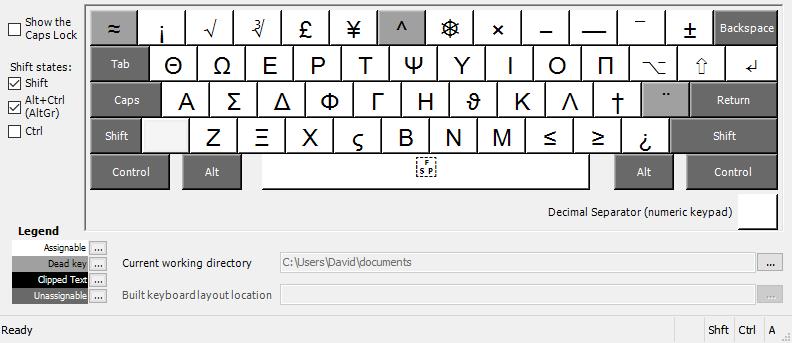 Show the
Caps Lock
Shift states:
Shift
Alt+Ctrl
(AltGr)
Ctrl
≈ ¡ √ ∛ £ ¥ ^ ☸ × – — ¯ ± Backspace
Tab Θ Ω Ε Ρ Τ Ψ Υ Ι Ο Π ⌥ ⇧ ↲
Caps Α Σ Δ Φ Γ Η ϑ Κ Λ † ¨ Return
Shift Ζ Ξ Χ ς Β Ν Μ ≤ ≥ ¿ Shift
Control Alt F S P Alt Control
Decimal Separator (numeric keypad)
Legend
Assignable ...
Dead key ...
Clipped Text ...
Unassignable ...
Current working directory C:\Users\David\documents ...
Built keyboard layout location ...
Ready Shft Ctrl A